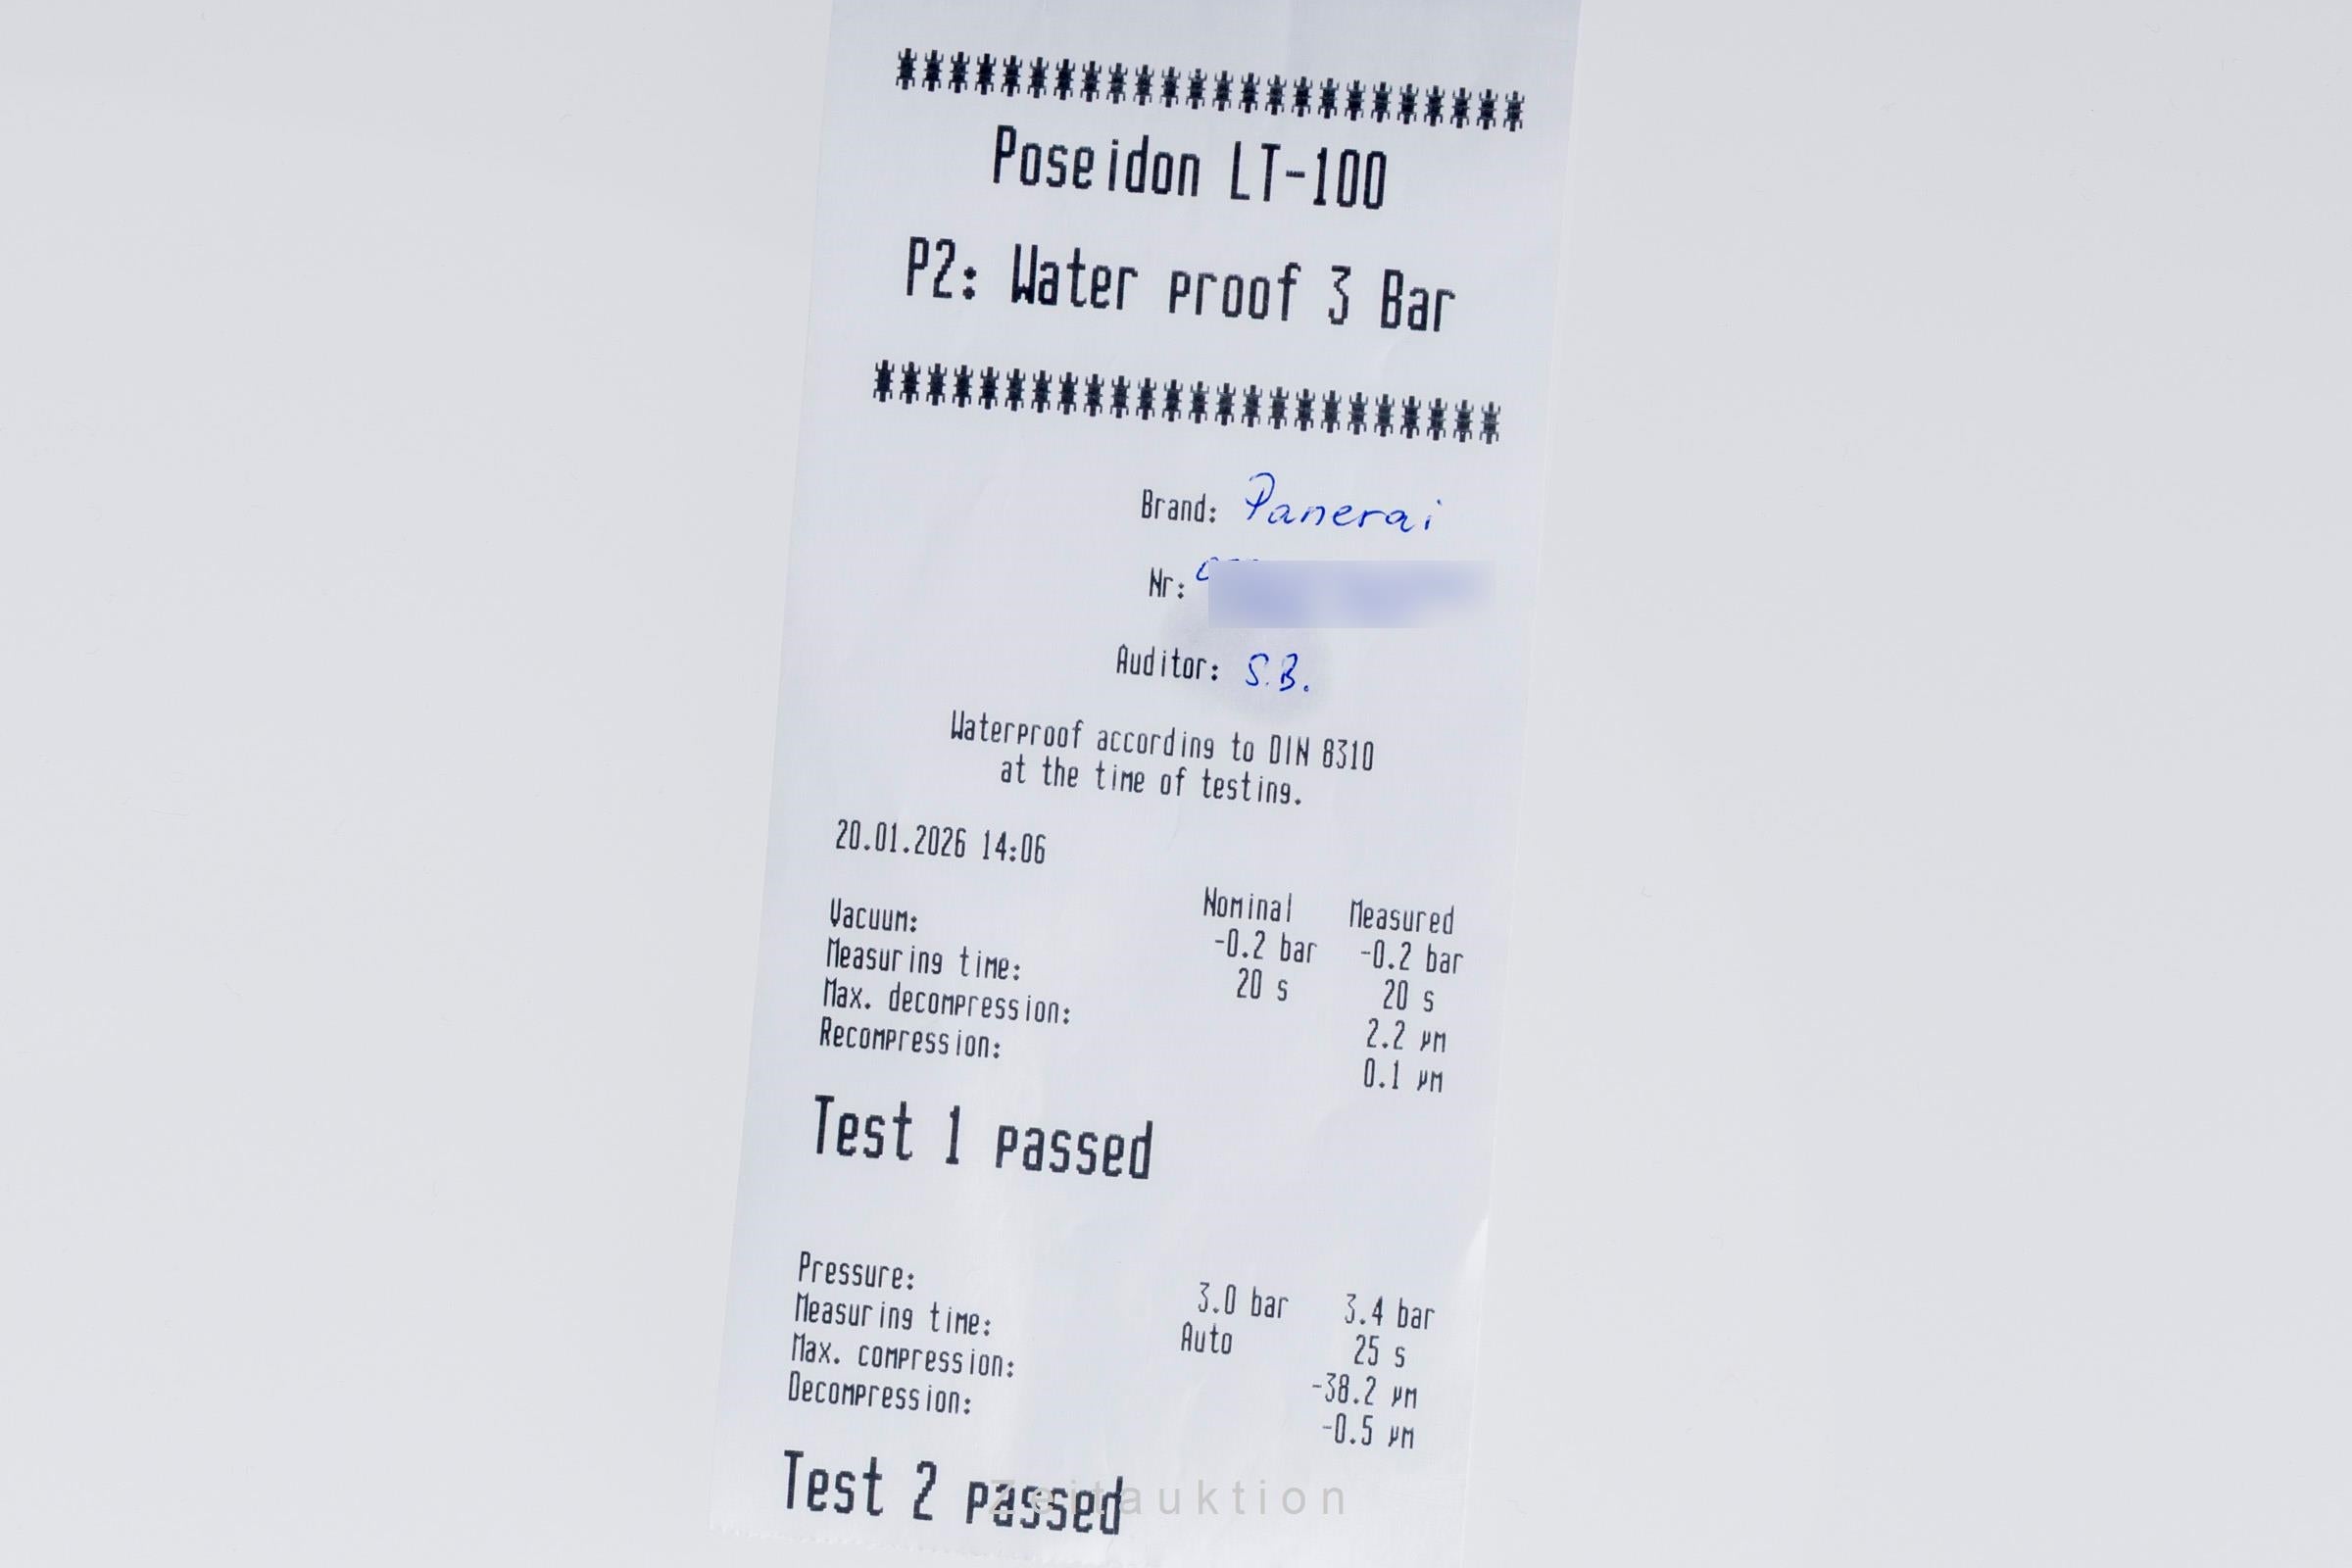 ************************
Poseidon LT-100
P2: Water proof 3 Bar
************************
Brand: Panerai
Nr:
Auditor: S.B.
Waterproof according to DIN 8310
at the time of testing.
20.01.2026 14:06
Nominal Measured
Vacuum: -0.2 bar -0.2 bar
Measuring time: 20 s 20 s
Max. decompression: 2.2 µm
Recompression: 0.1 µm
Test 1 passed
Pressure: 3.0 bar 3.4 bar
Measuring time: Auto 25 s
Max. compression: -38.2 µm
Decompression: -0.5 µm
Test 2 passed
Zeitauktion